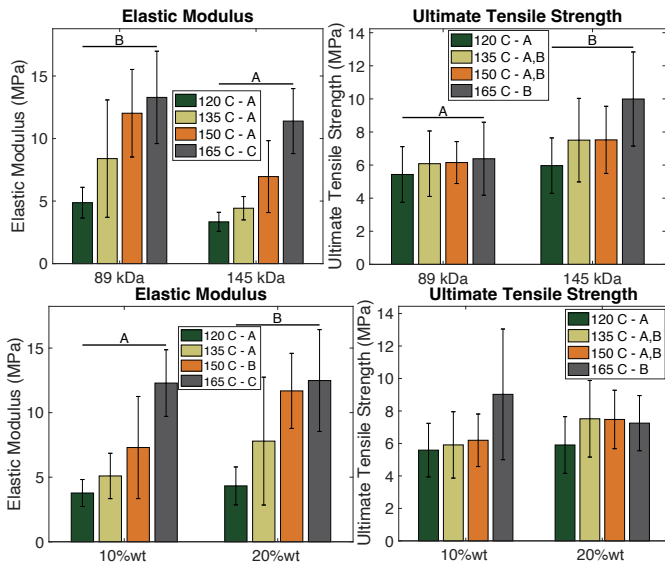 Elastic Modulus
Elastic Modulus (MPa)
15
10
5
0
B
A
120 C - A
135 C - A
150 C - A
165 C - C
89 kDa
145 kDa
Ultimate Tensile Strength
Ultimate Tensile Strength (MPa)
14
12
10
8
6
4
2
0
A
B
120 C - A
135 C - A,B
150 C - A,B
165 C - B
89 kDa
145 kDa
Elastic Modulus
Elastic Modulus (MPa)
15
10
5
0
A
B
120 C - A
135 C - A
150 C - B
165 C - C
10%wt
20%wt
Ultimate Tensile Strength
Ultimate Tensile Strength (MPa)
14
12
10
8
6
4
2
0
120 C - A
135 C - A,B
150 C - A,B
165 C - B
10%wt
20%wt